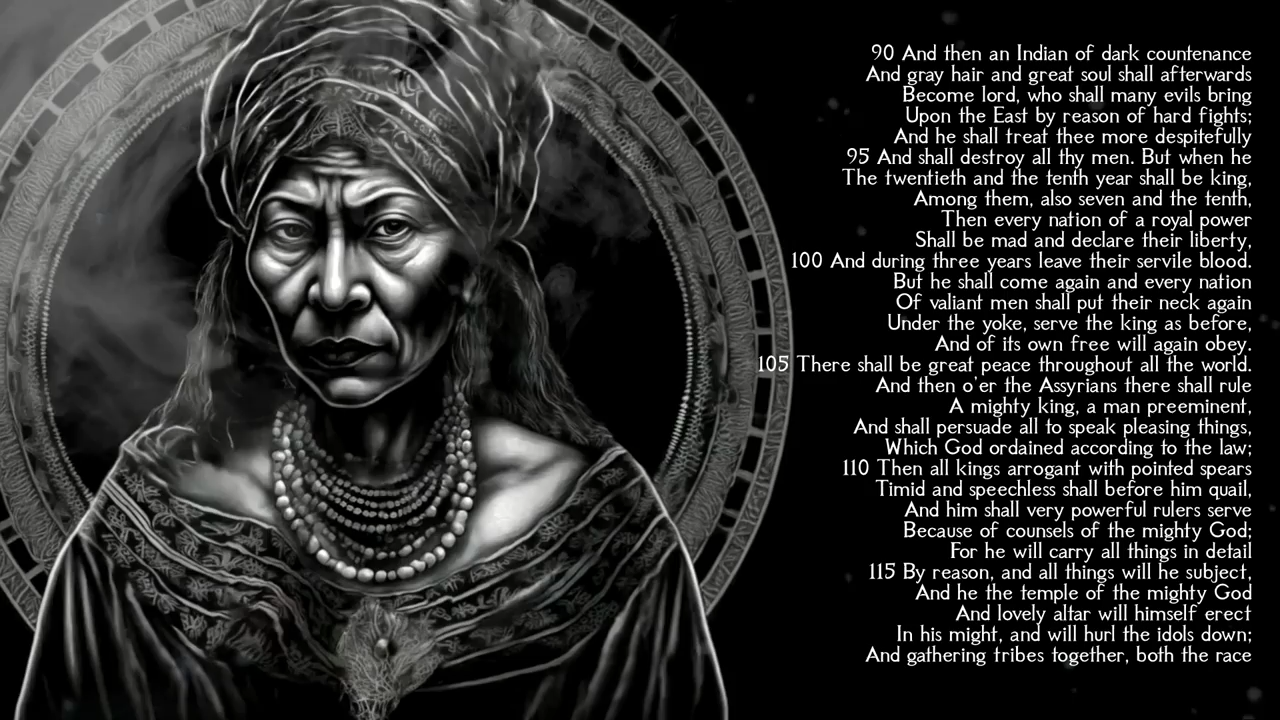 90 And then an Indian of dark countenance
And gray hair and great soul shall afterwards
Become lord, who shall many evils bring
Upon the East by reason of hard fights;
And he shall treat thee more despitefully
95 And shall destroy all thy men. But when he
The twentieth and the tenth year shall be king,
Among them, also seven and the tenth,
Then every nation of a royal power
Shall be mad and declare their liberty,
100 And during three years leave their servile blood.
But he shall come again and every nation
Of valiant men shall put their neck again
Under the yoke, serve the king as before,
And of its own free will again obey.
105 There shall be great peace throughout all the world.
And then o'er the Assyrians there shall rule
A mighty king, a man preeminent,
And shall persuade all to speak pleasing things,
Which God ordained according to the law;
110 Then all kings arrogant with pointed spears
Timid and speechless shall before him quail,
And him shall very powerful rulers serve
Because of counsels of the mighty God;
For he will carry all things in detail
115 By reason, and all things will he subject,
And he the temple of the mighty God
And lovely altar will himself erect
In his might, and will hurl the idols down;
And gathering tribes together, both the race